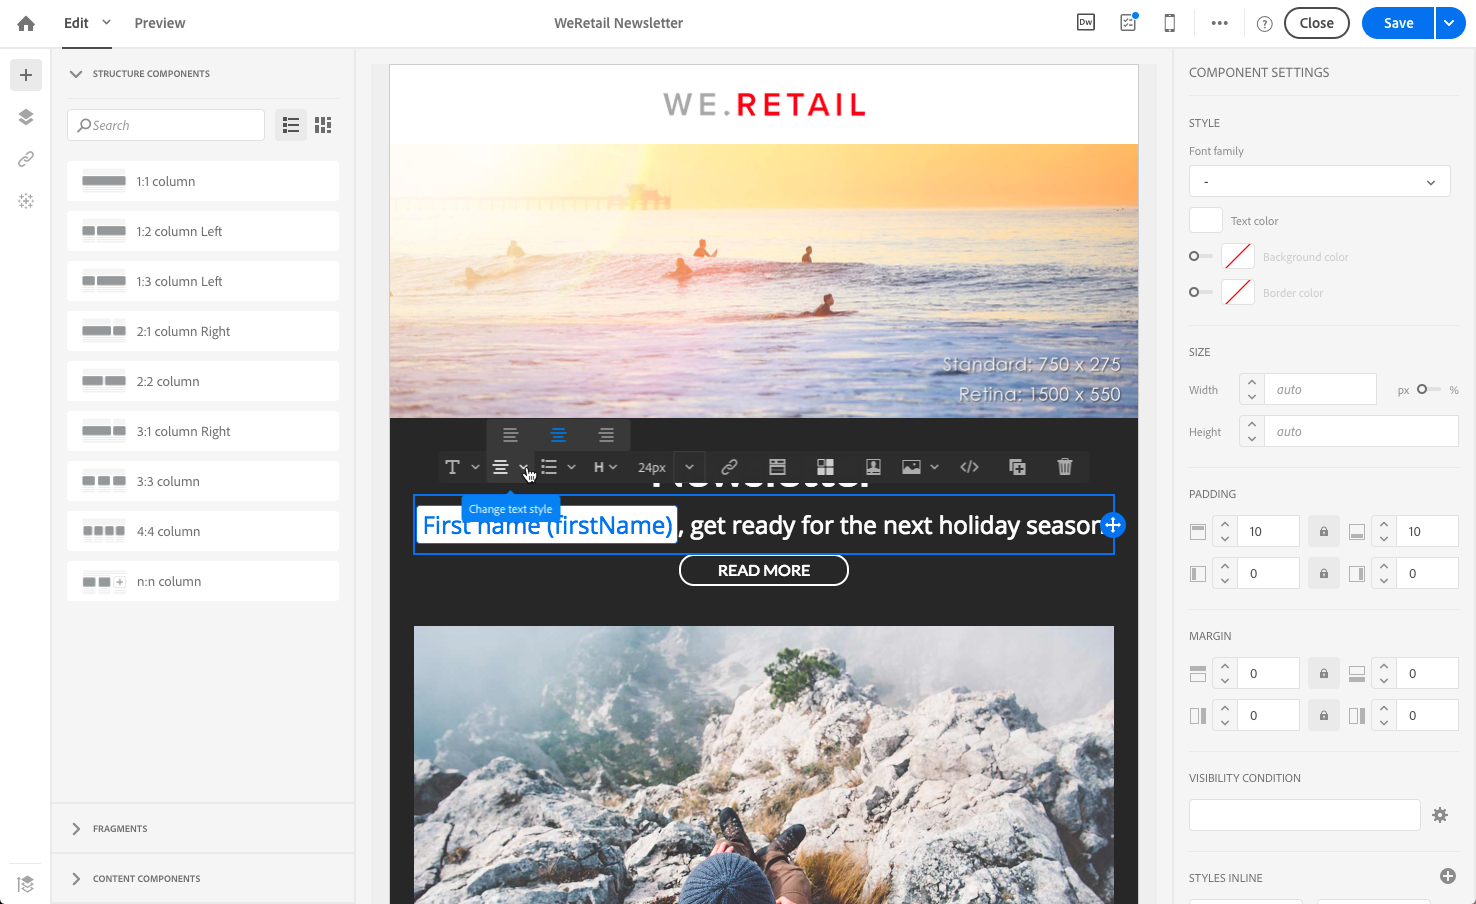 Edit
Preview
WeRetail Newsletter
Dw
Close
Save
STRUCTURE COMPONENTS
Search
1:1 column
1:2 column Left
1:3 column Left
2:1 column Right
2:2 column
3:1 column Right
3:3 column
4:4 column
n:n column
FRAGMENTS
CONTENT COMPONENTS
WE.RETAIL
Standard: 750 x 275
Retina: 1500 x 550
T
H
24px
Newsletter
Change text style
First name (firstName) , get ready for the next holiday season
READ MORE
COMPONENT SETTINGS
STYLE
Font family
-
Text color
Background color
Border color
SIZE
Width
auto
px
%
Height
auto
PADDING
10
10
0
0
MARGIN
0
0
0
0
VISIBILITY CONDITION
STYLES INLINE